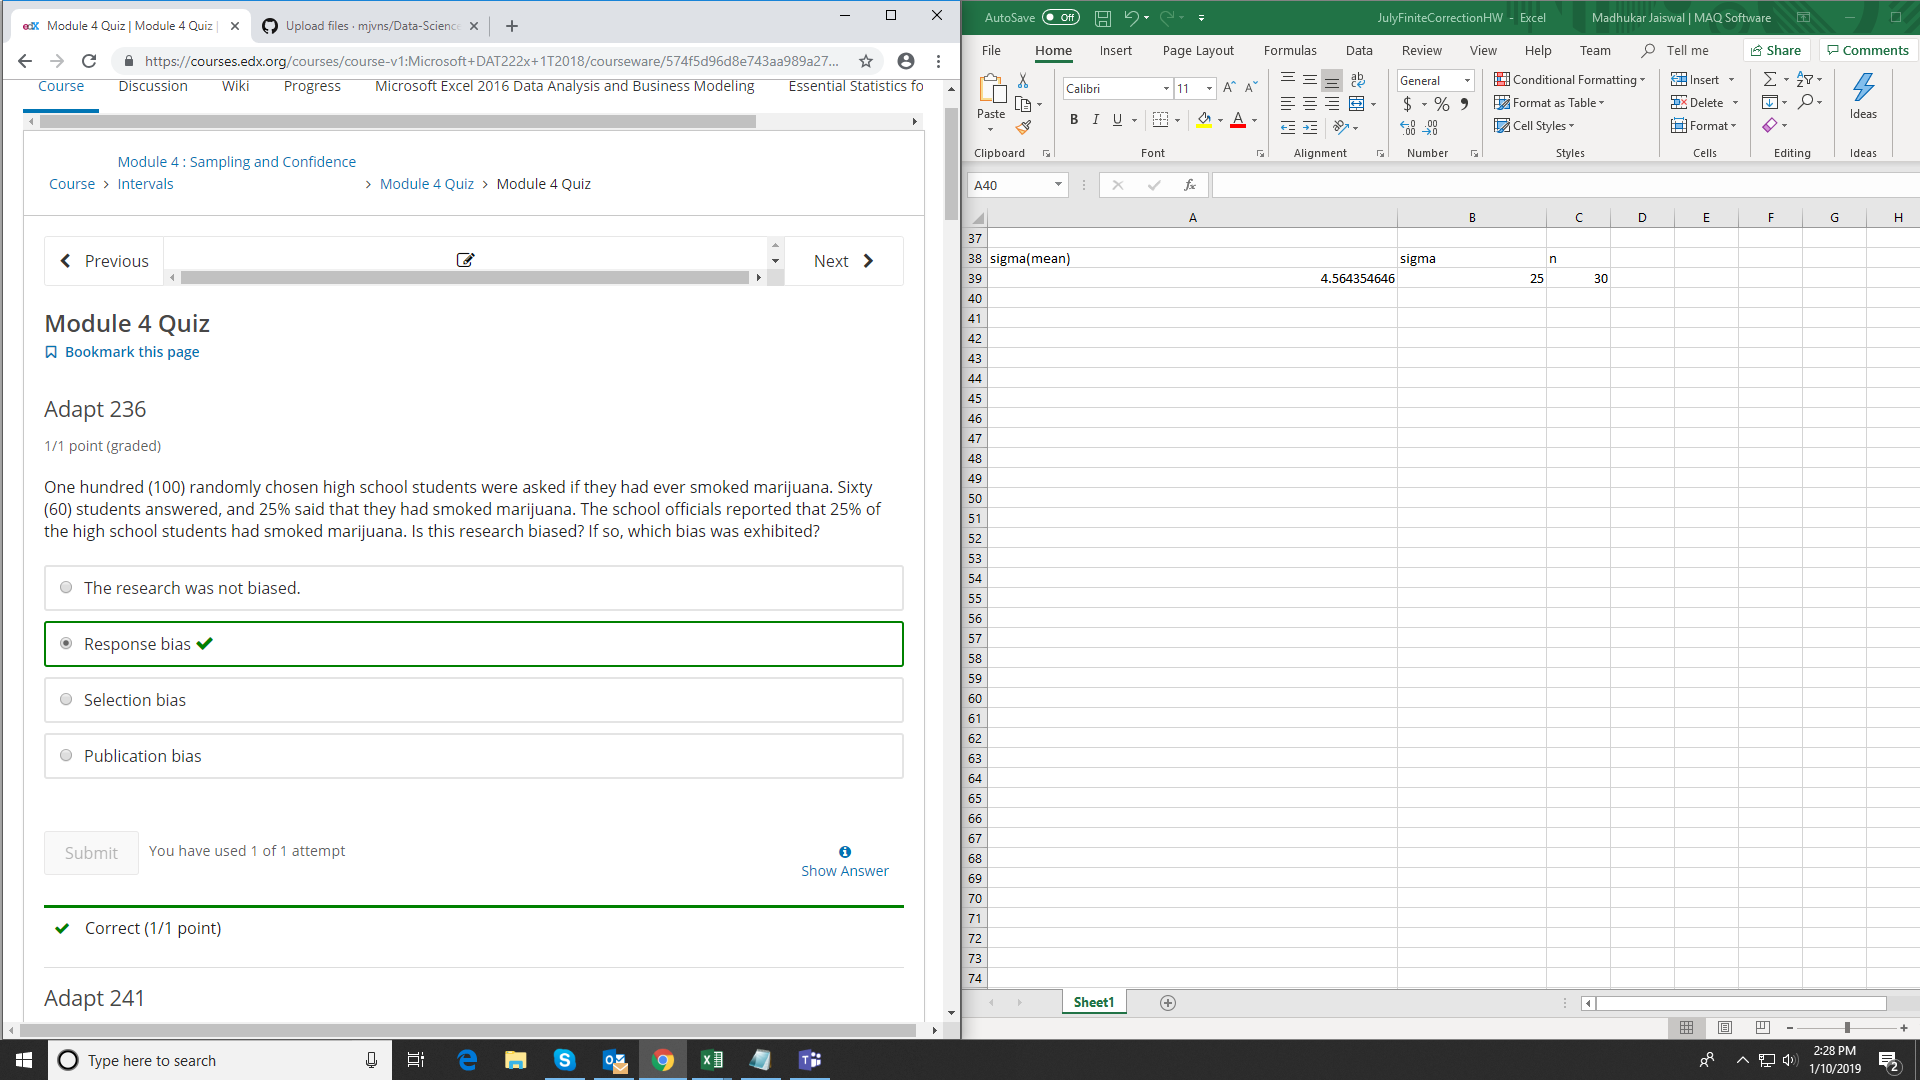 edX Module 4 Quiz | Module 4 Quiz |
Upload files · mjvns/Data-Science
https://courses.edx.org/courses/course-v1:Microsoft+DAT222x+1T2018/courseware/574f5d96d8e743aa989a27...
Course Discussion Wiki Progress Microsoft Excel 2016 Data Analysis and Business Modeling Essential Statistics fo
Module 4 : Sampling and Confidence
Course > Intervals > Module 4 Quiz > Module 4 Quiz
Previous
Next
Module 4 Quiz
Bookmark this page
Adapt 236
1/1 point (graded)
One hundred (100) randomly chosen high school students were asked if they had ever smoked marijuana. Sixty
(60) students answered, and 25% said that they had smoked marijuana. The school officials reported that 25% of
the high school students had smoked marijuana. Is this research biased? If so, which bias was exhibited?
The research was not biased.
Response bias
Selection bias
Publication bias
Submit
You have used 1 of 1 attempt
Show Answer
Correct (1/1 point)
Adapt 241
AutoSave Off
JulyFiniteCorrectionHW - Excel
Madhukar Jaiswal | MAQ Software
File Home Insert Page Layout Formulas Data Review View Help Team Tell me Share Comments
Paste
Calibri 11
B I U
General
$ % ,
Conditional Formatting
Format as Table
Cell Styles
Insert
Delete
Format
Ideas
Clipboard Font Alignment Number Styles Cells Editing Ideas
A40 fx
A B C D E F G H
37
38 sigma(mean) sigma n
39 4.564354646 25 30
40
41
42
43
44
45
46
47
48
49
50
51
52
53
54
55
56
57
58
59
60
61
62
63
64
65
66
67
68
69
70
71
72
73
74
Sheet1
Type here to search
2:28 PM
1/10/2019
2